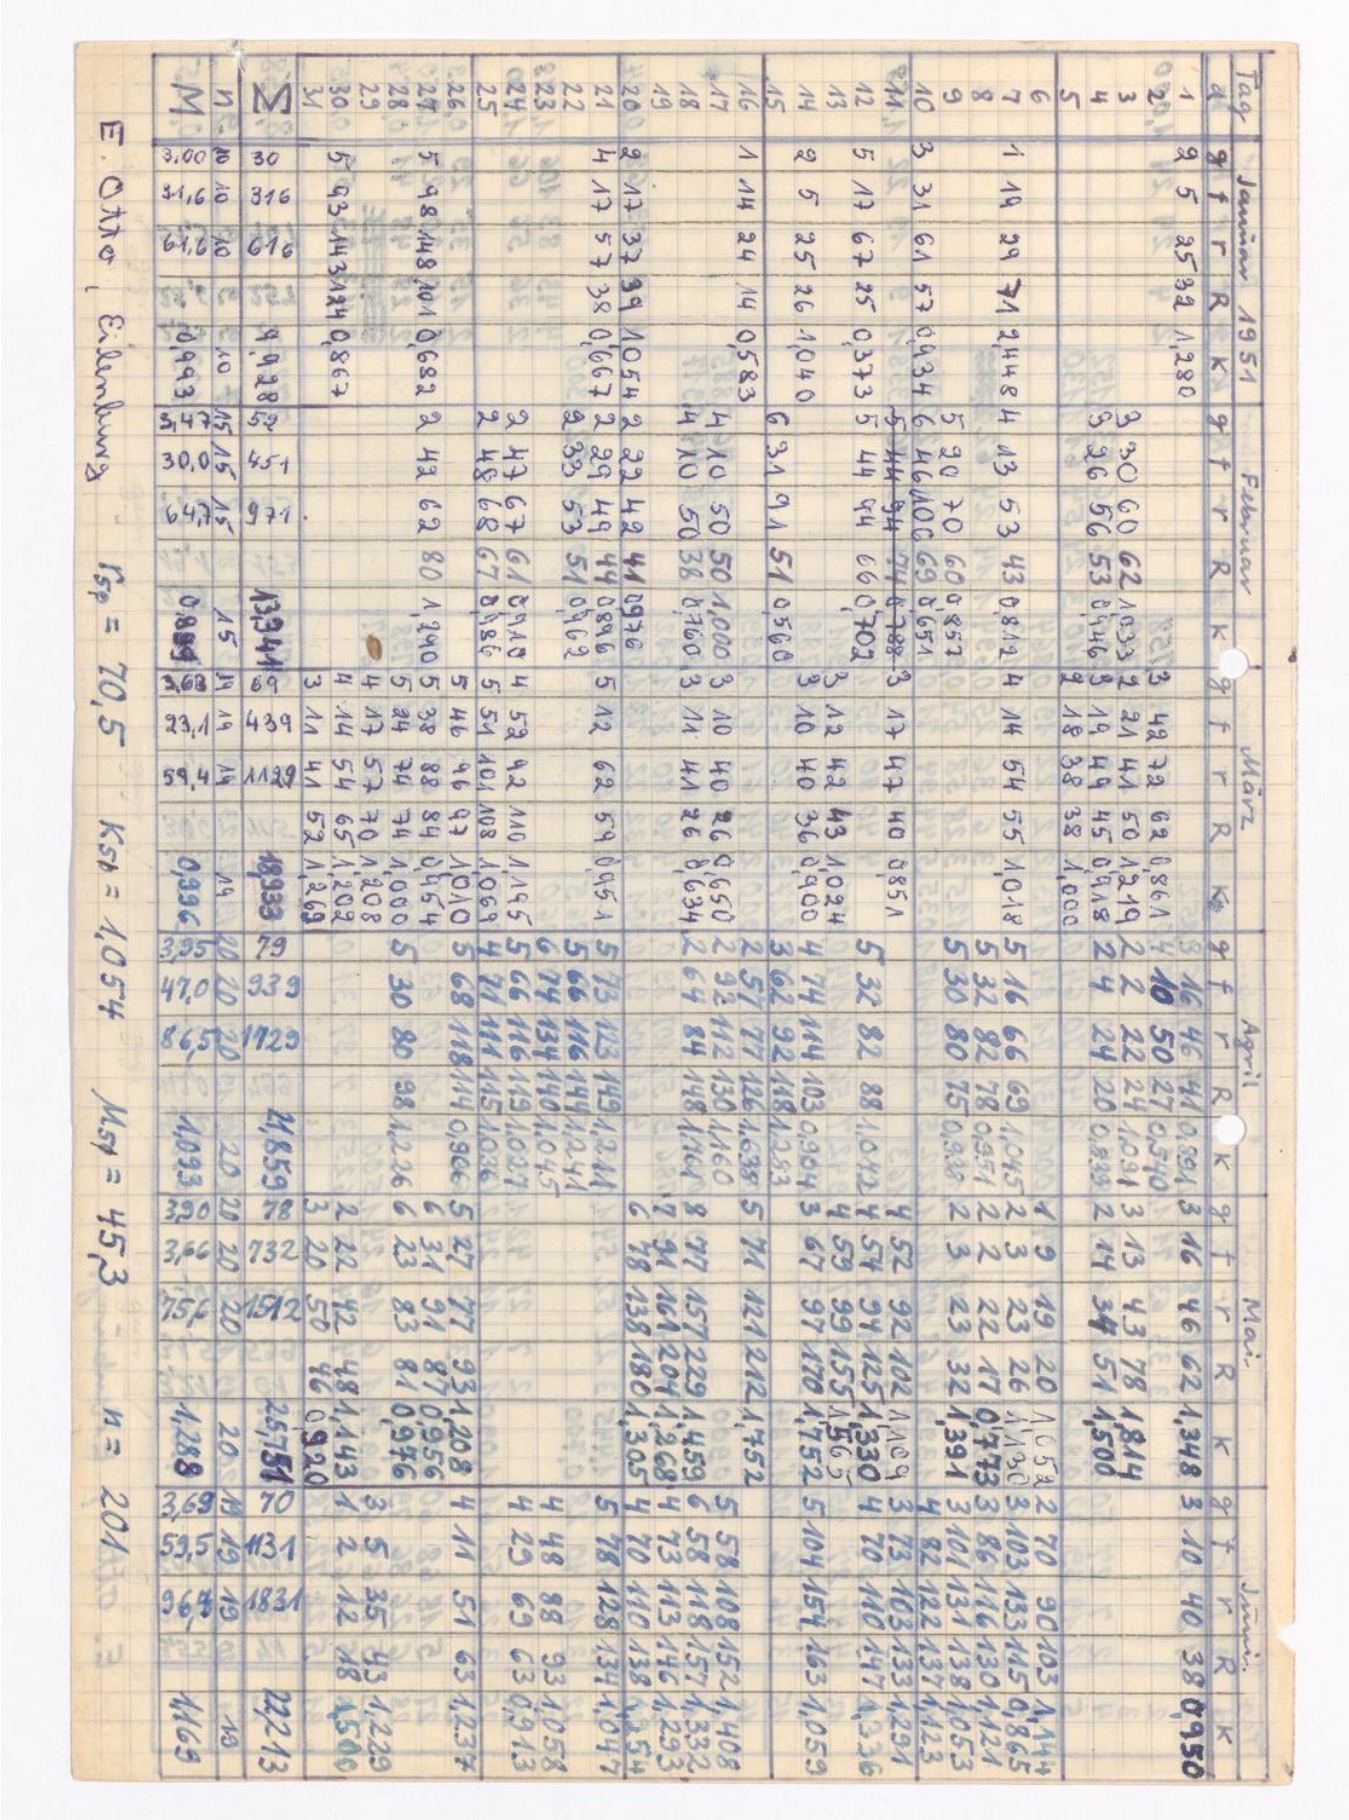 Tag Januar 1951 Februar März April Mai Juni
d g f r R K g f r R K g f r R K g f r R K g f r R K g f r R K
1 2 5 25 32 1,280 3 16 46 41 0,891 3 16 46 62 1,348 3 10 40 38 0,950
2 3 42 72 62 0,861 4 10 50 27 0,540
3 3 30 60 62 1,033 2 21 41 50 1,219 2 2 22 24 1,091 3 13 43 78 1,814
4 3 26 56 53 0,946 3 19 49 45 0,918 2 4 24 20 0,833 2 14 34 51 1,500
5 2 18 38 38 1,000
6 1 9 19 20 1,052 2 70 90 103 1,144
7 1 19 29 71 2,448 4 13 53 43 0,812 4 14 54 55 1,018 5 16 66 69 1,045 2 3 23 26 1,130 3 103 133 115 0,865
8 5 32 82 78 0,951 2 2 22 17 0,773 3 86 116 130 1,121
9 5 20 70 60 0,857 5 30 80 75 0,938 2 3 23 32 1,391 3 101 131 138 1,053
10 3 31 61 57 0,934 6 46 106 69 0,651 4 82 122 137 1,123
11 5 44 94 74 0,788 3 17 47 40 0,851 4 52 92 102 1,109 3 73 103 133 1,291
12 5 17 67 25 0,373 5 44 94 66 0,702 5 32 82 88 1,042 4 54 94 125 1,330 4 70 110 147 1,336
13 3 12 42 43 1,024 4 59 99 155 1,565
14 2 5 25 26 1,040 3 10 40 36 0,900 4 74 114 103 0,904 3 67 97 170 1,752 5 104 154 163 1,059
15 6 31 91 51 0,560 3 62 92 118 1,283
16 1 14 24 14 0,583 2 57 77 126 1,638 5 71 121 212 1,752
17 4 10 50 50 1,000 3 10 40 26 0,650 2 92 112 130 1,160 5 58 108 152 1,408
18 4 10 50 38 0,760 3 11 41 26 0,634 2 64 84 148 1,761 8 77 157 229 1,459 6 58 118 157 1,332
19 7 91 161 204 1,268 4 73 113 146 1,293
20 2 17 37 39 1054 2 22 42 41 0,976 6 78 138 180 1,305 4 70 110 138 1,254
21 4 17 57 38 0,667 2 29 49 44 0,896 5 12 62 59 0,951 5 73 123 149 1,211 5 78 128 134 1,047
22 2 33 53 51 0,962 5 66 116 144 1,241
23 6 74 134 140 1,045 4 48 88 93 1,058
24 2 47 67 61 0,910 4 52 92 110 1,195 5 66 116 119 1,027 4 29 69 63 0,913
25 2 48 68 67 0,986 5 51 101 108 1,069 4 71 111 115 1,036
26 5 46 96 97 1,010 5 68 118 114 0,966 5 27 77 93 1,208 4 11 51 63 1,237
27 5 98 148 101 0,682 2 42 62 80 1,290 5 38 88 84 0,954 6 31 91 87 0,956
28 5 24 74 74 1,000 5 30 80 98 1,226 6 23 83 81 0,976
29 4 17 57 70 1,208 3 5 35 43 1,229
30 5 93 143 124 0,867 4 14 54 65 1,202 2 22 42 48 1,143 1 2 12 18 1,500
31 3 11 41 52 1,269 3 20 50 46 0,920
Σ 30 316 616 9,928 52 451 971 13,341 69 439 1129 18,933 79 939 1729 21,859 78 732 1512 25,751 70 1131 1831 22,213
n 10 10 10 10 15 15 15 15 19 19 19 19 20 20 20 20 20 20 20 20 19 19 19 19
M 3,00 31,6 61,6 0,993 3,47 30,0 64,7 0,889 3,63 23,1 59,4 0,996 3,95 47,0 86,5 1,093 3,90 3,66 75,6 1,288 3,69 59,5 96,4 1,169
E. Otto, Eilenburg r50 = 70,5 K50 = 1,054 M50 = 45,3 n = 201